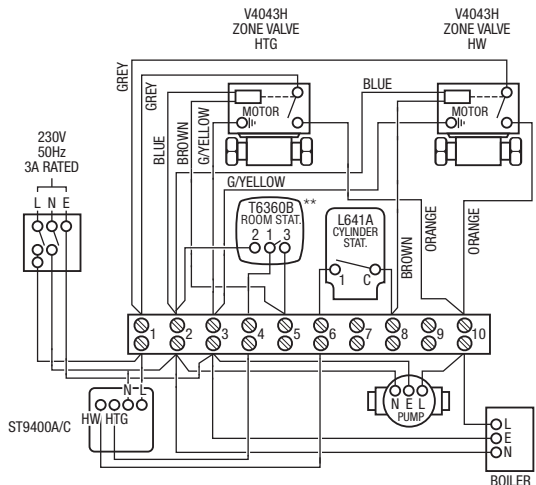 V4043H
ZONE VALVE
HTG
V4043H
ZONE VALVE
HW
GREY
GREY
BLUE
BROWN
G/YELLOW
MOTOR
BLUE
MOTOR
230V
50Hz
3A RATED
L N E
G/YELLOW
T6360B **
ROOM STAT.
2 1 3
L641A
CYLINDER
STAT.
1 C
BROWN
ORANGE
ORANGE
1 2 3 4 5 6 7 8 9 10
N L
HW HTG
ST9400A/C
N E L
PUMP
L
E
N
BOILER